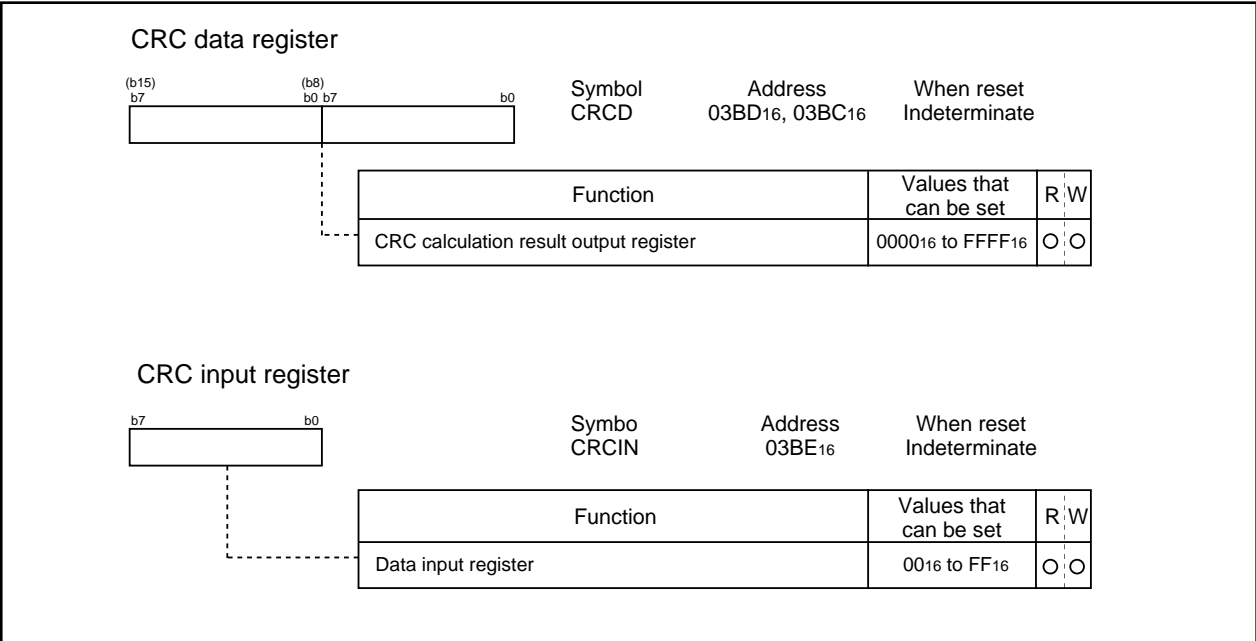 CRC data register
(b15) (b8)
b7 b0 b7 b0
Symbol Address When reset
CRCD 03BD16, 03BC16 Indeterminate
Function Values that can be set R W
CRC calculation result output register 000016 to FFFF16 O O
CRC input register
b7 b0
Symbo Address When reset
CRCIN 03BE16 Indeterminate
Function Values that can be set R W
Data input register 0016 to FF16 O O